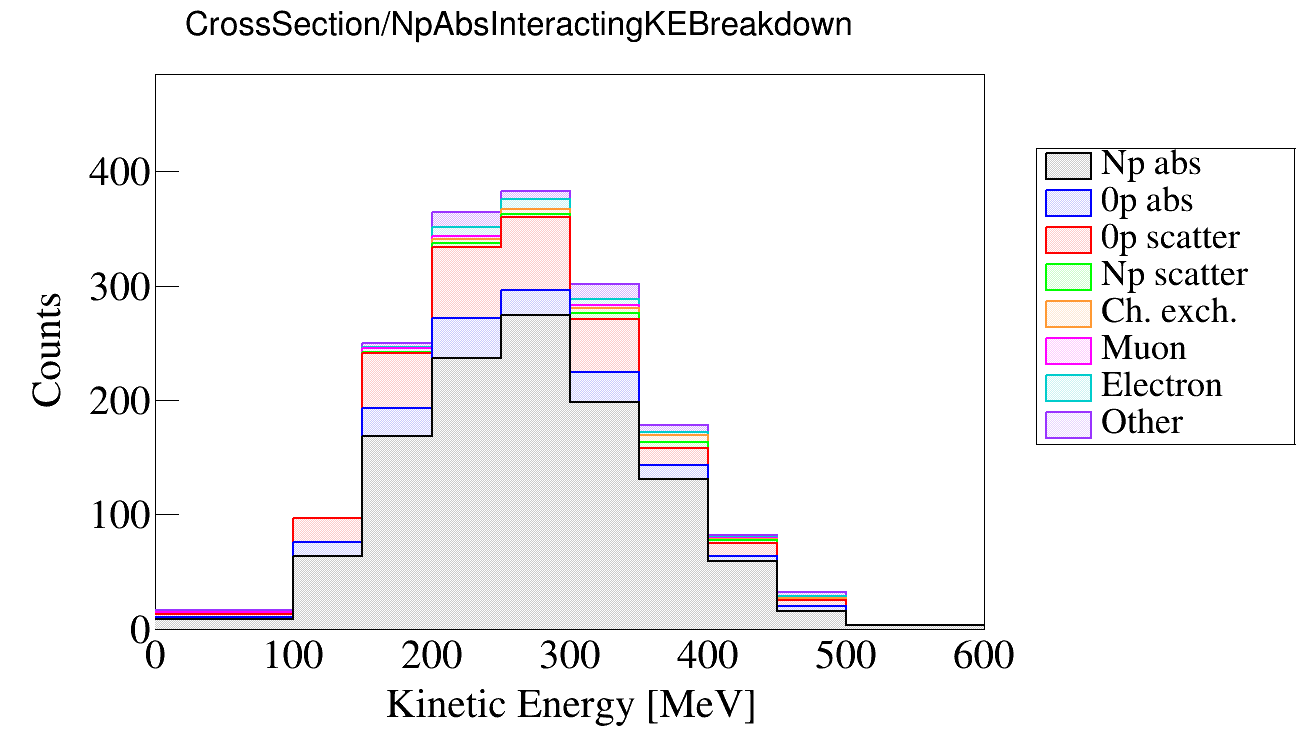 CrossSection/NpAbsInteractingKEBreakdown
400
300
200
100
0
Counts
0 100 200 300 400 500 600
Kinetic Energy [MeV]
Np abs
0p abs
0p scatter
Np scatter
Ch. exch.
Muon
Electron
Other